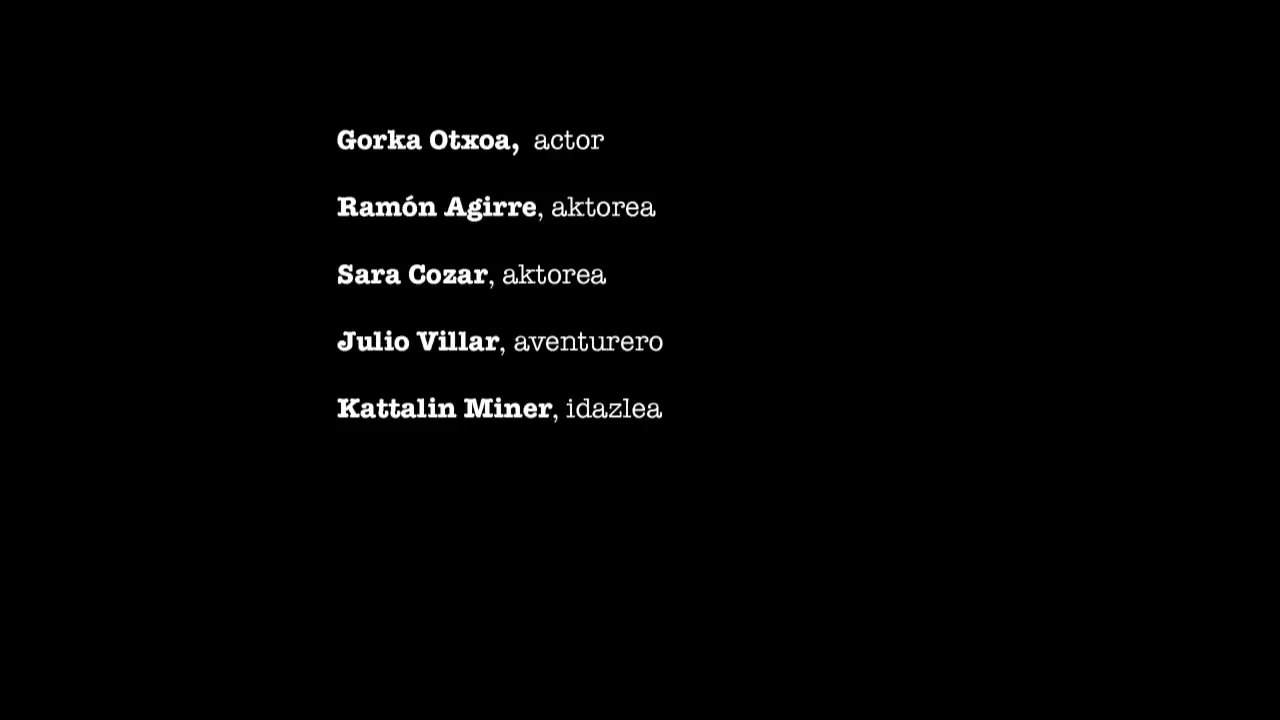 Gorka Otxoa, actor
Ramón Agirre, aktorea
Sara Cozar, aktorea
Julio Villar, aventurero
Kattalin Miner, idazlea